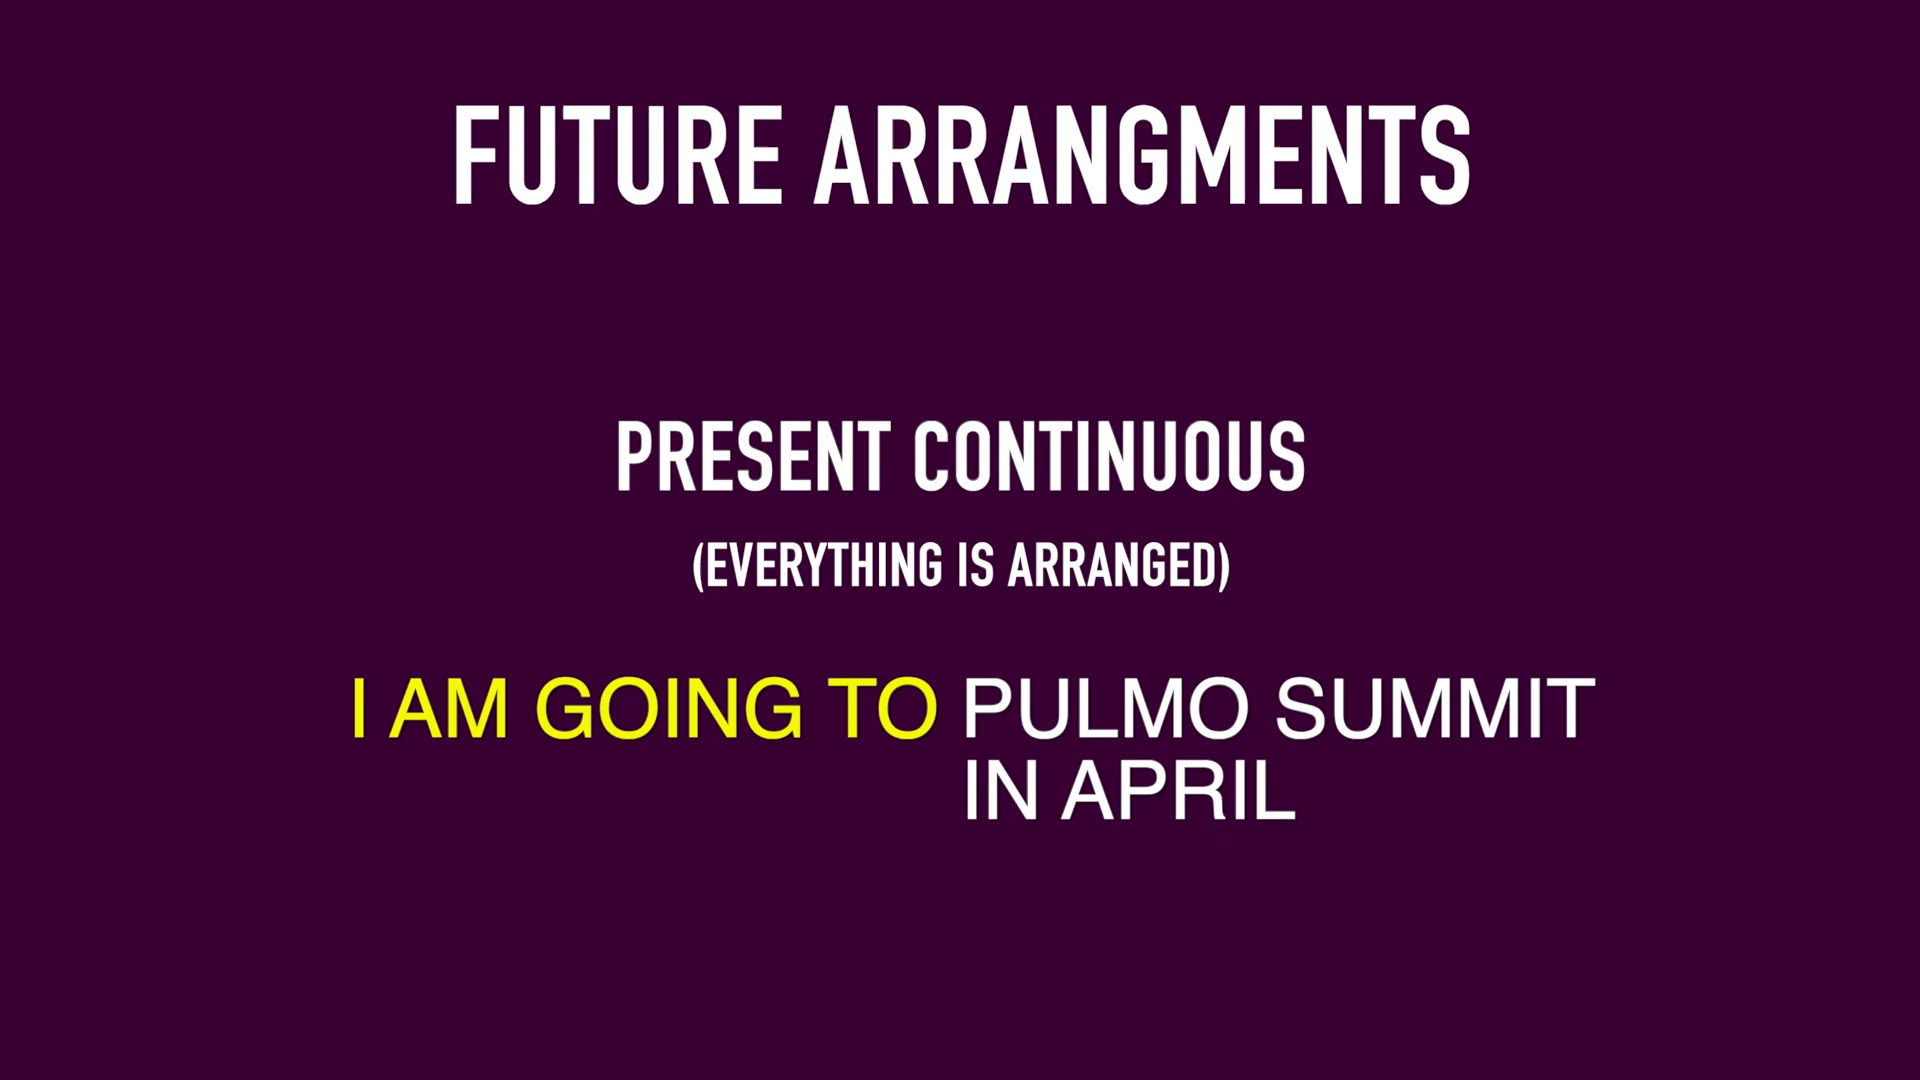 FUTURE ARRANGMENTS
PRESENT CONTINUOUS
(EVERYTHING IS ARRANGED)
I AM GOING TO PULMO SUMMIT
IN APRIL